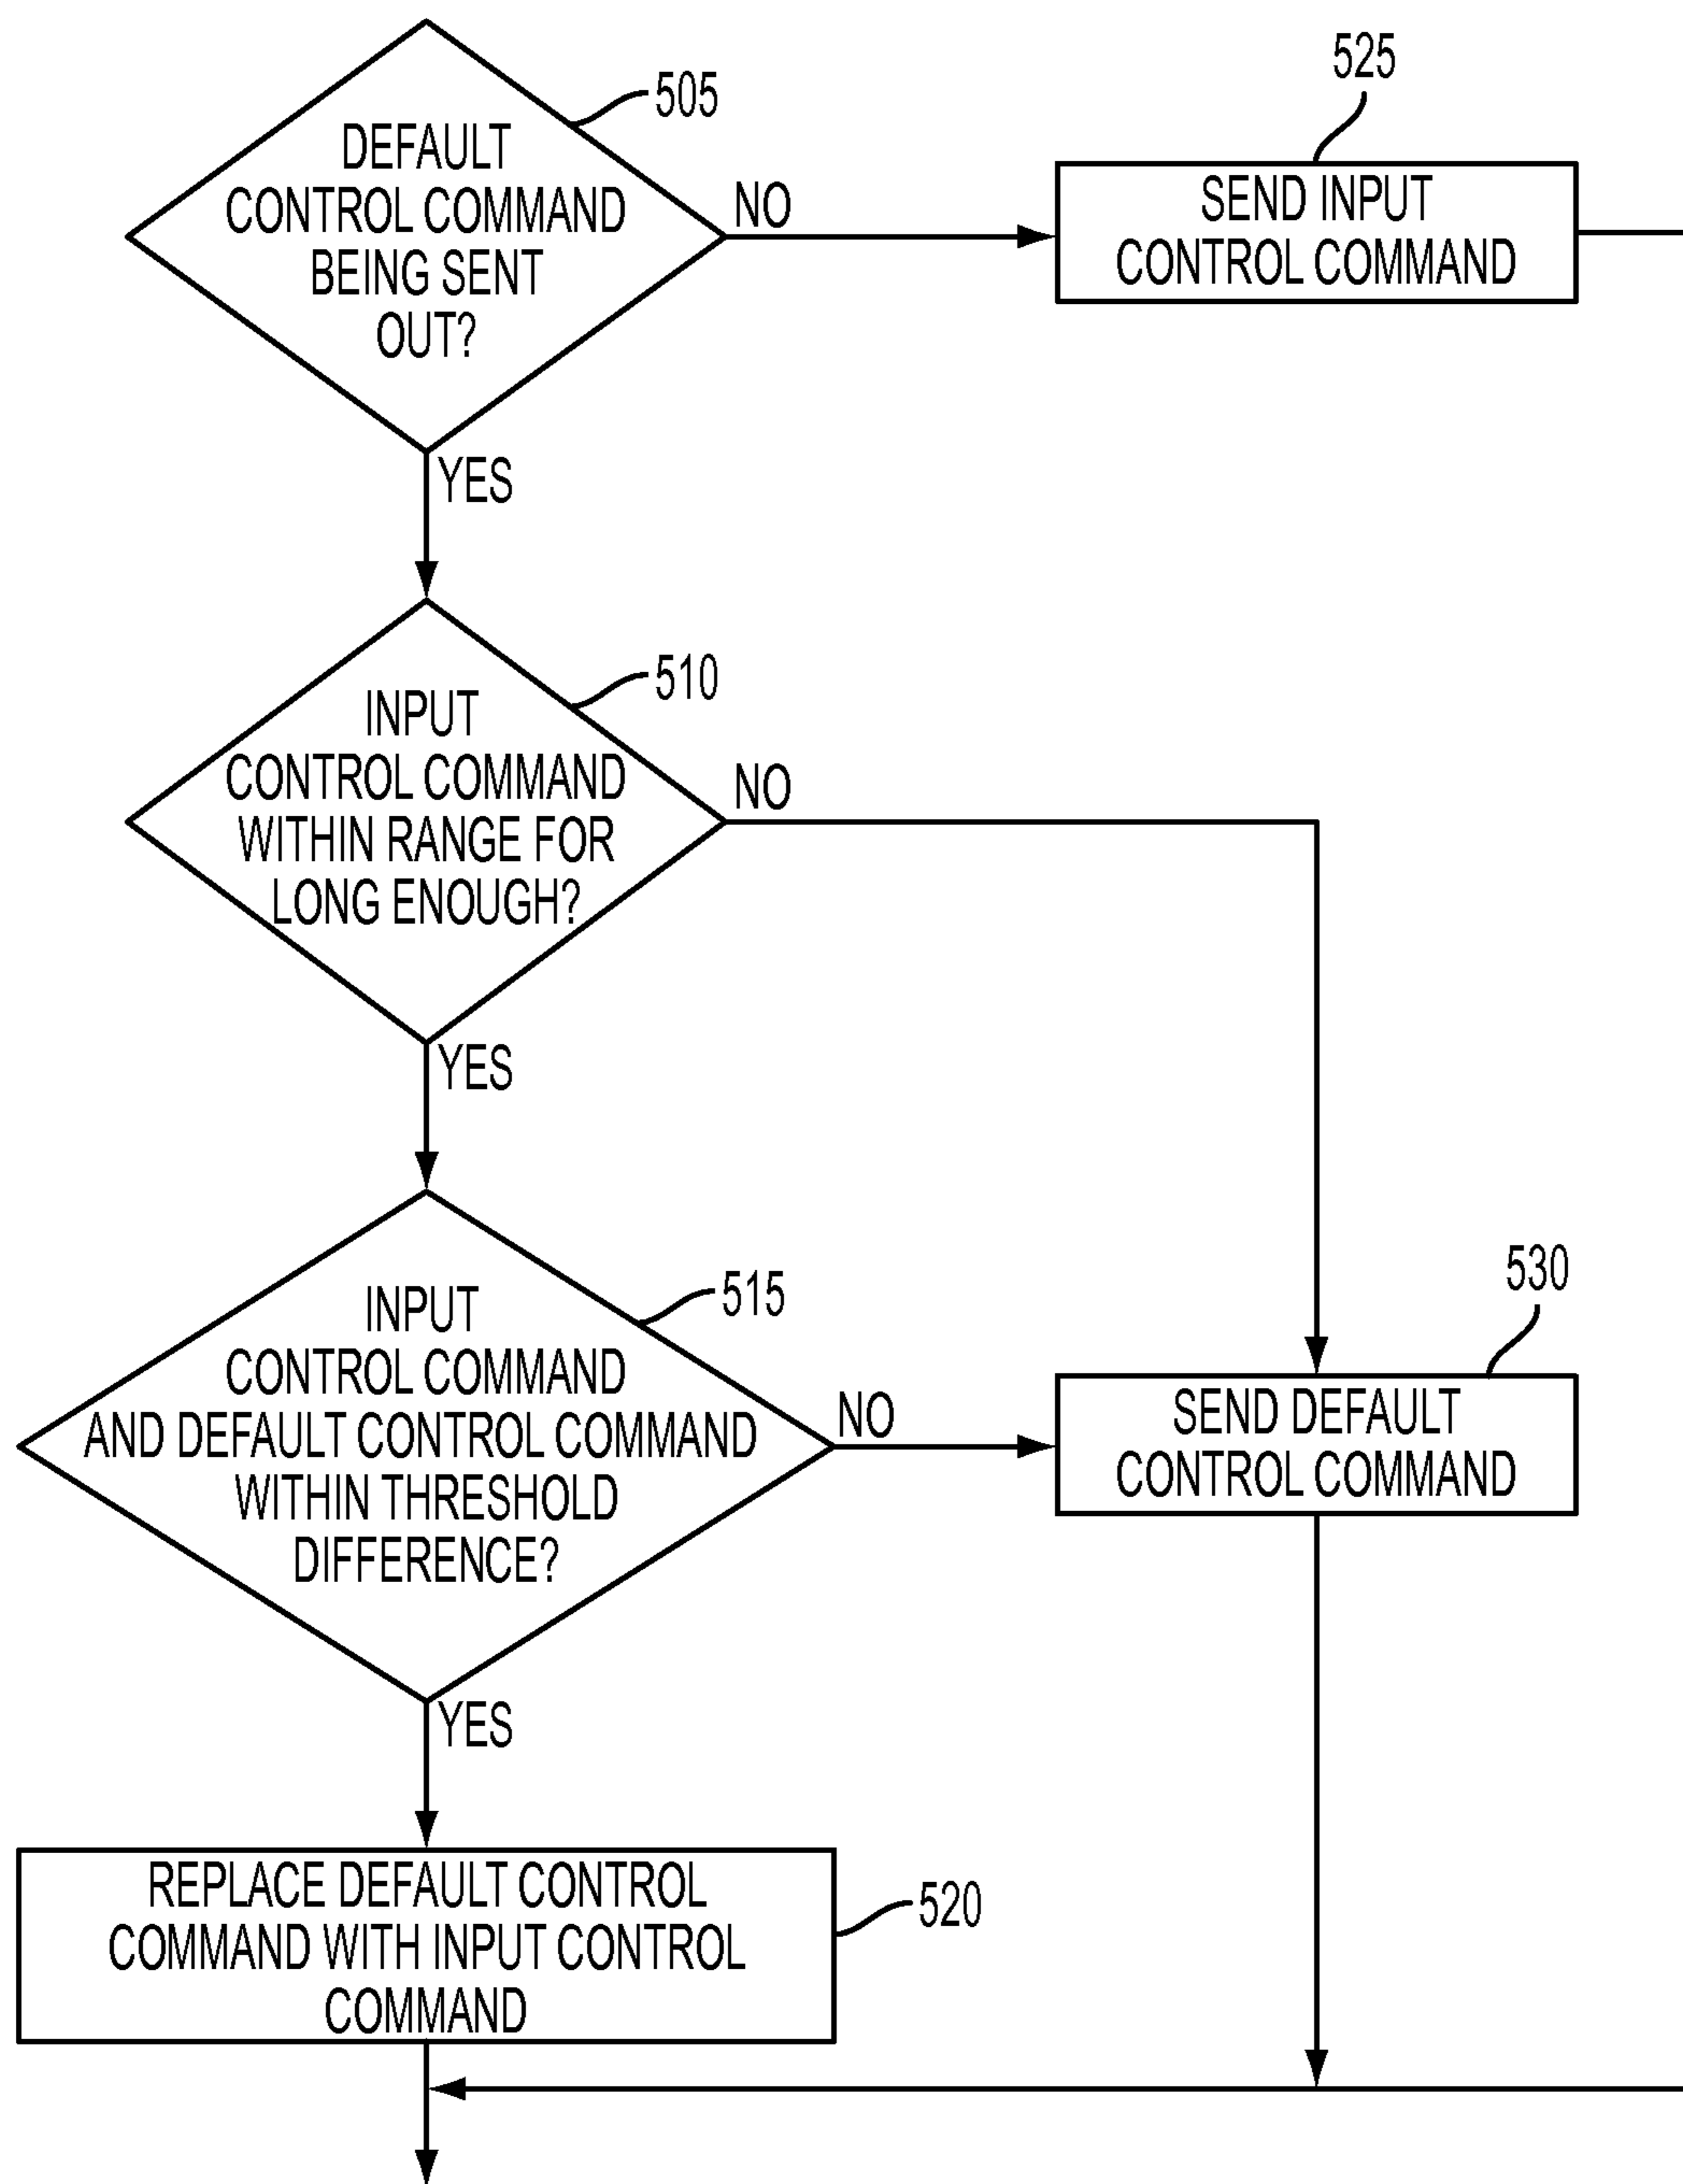 DEFAULT
CONTROL COMMAND
BEING SENT
OUT?
505
NO
525
SEND INPUT
CONTROL COMMAND
YES
INPUT
CONTROL COMMAND
WITHIN RANGE FOR
LONG ENOUGH?
510
NO
YES
INPUT
CONTROL COMMAND
AND DEFAULT CONTROL COMMAND
WITHIN THRESHOLD
DIFFERENCE?
515
NO
530
SEND DEFAULT
CONTROL COMMAND
YES
REPLACE DEFAULT CONTROL
COMMAND WITH INPUT CONTROL
COMMAND
520